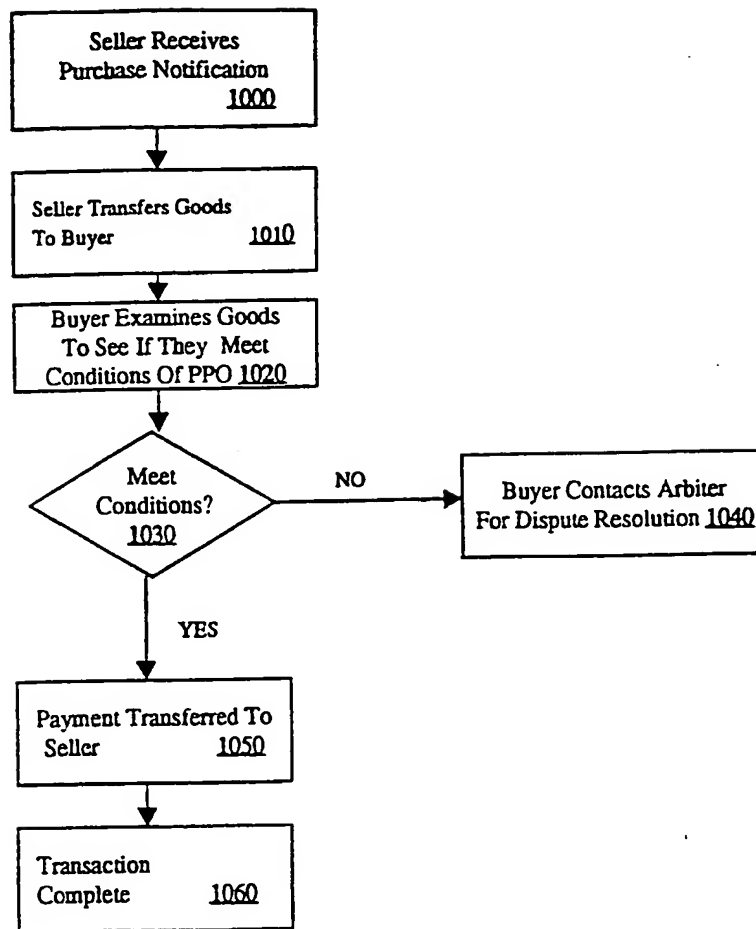 Seller Receives
Purchase Notification
1000
Seller Transfers Goods
To Buyer 1010
Buyer Examines Goods
To See If They Meet
Conditions Of PPO 1020
Meet
Conditions?
1030
NO
Buyer Contacts Arbiter
For Dispute Resolution 1040
YES
Payment Transferred To
Seller 1050
Transaction
Complete 1060